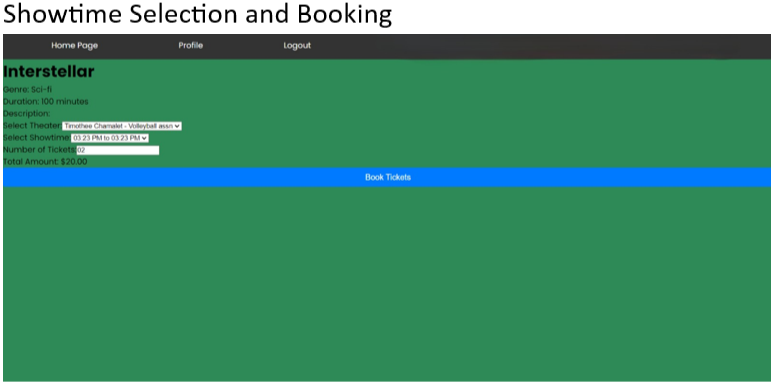 Showtime Selection and Booking
Home Page Profile Logout
Interstellar
Genre: Sci-fi
Duration: 100 minutes
Description:
Select Theater: Timothee Chamalet - Volleyball assn
Select Showtime: 03:23 PM to 03:23 PM
Number of Tickets: 02
Total Amount: $20.00
Book Tickets